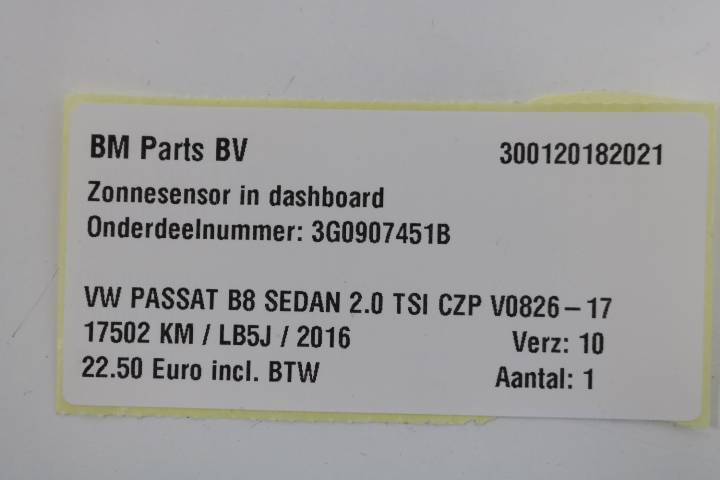 BM Parts BV 300120182021
Zonnesensor in dashboard
Onderdeelnummer: 3G0907451B
VW PASSAT B8 SEDAN 2.0 TSI CZP V0826-17
17502 KM / LB5J / 2016 Verz: 10
22.50 Euro incl. BTW Aantal: 1